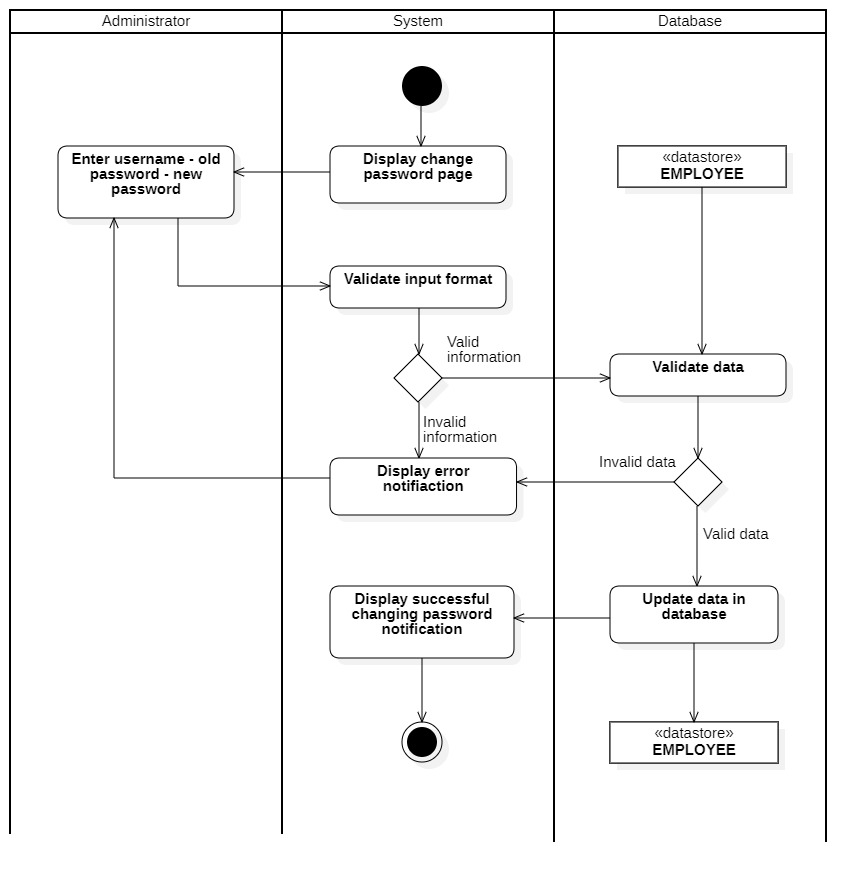 Administrator
System
Database
Enter username - old
password - new
password
Display change
password page
«datastore»
EMPLOYEE
Validate input format
Valid
information
Validate data
Invalid
information
Invalid data
Display error
notifiaction
Valid data
Display successful
changing password
notification
Update data in
database
«datastore»
EMPLOYEE